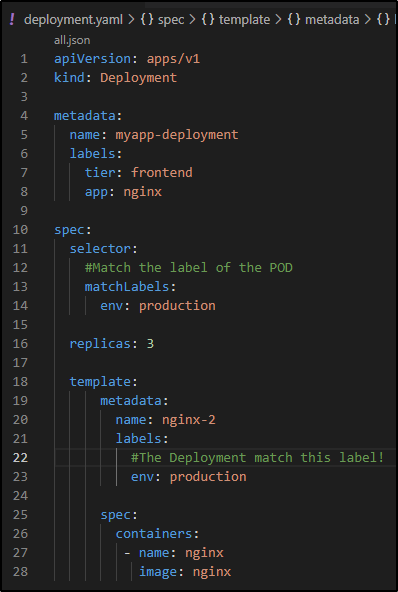 ! deployment.yaml > {} spec > {} template > {} metadata > {}
all.json
1 apiVersion: apps/v1
2 kind: Deployment
3
4 metadata:
5   name: myapp-deployment
6   labels:
7     tier: frontend
8     app: nginx
9
10 spec:
11   selector:
12     #Match the label of the POD
13     matchLabels:
14       env: production
15
16   replicas: 3
17
18   template:
19       metadata:
20         name: nginx-2
21         labels:
22           #The Deployment match this label!
23           env: production
24
25       spec:
26         containers:
27          - name: nginx
28            image: nginx